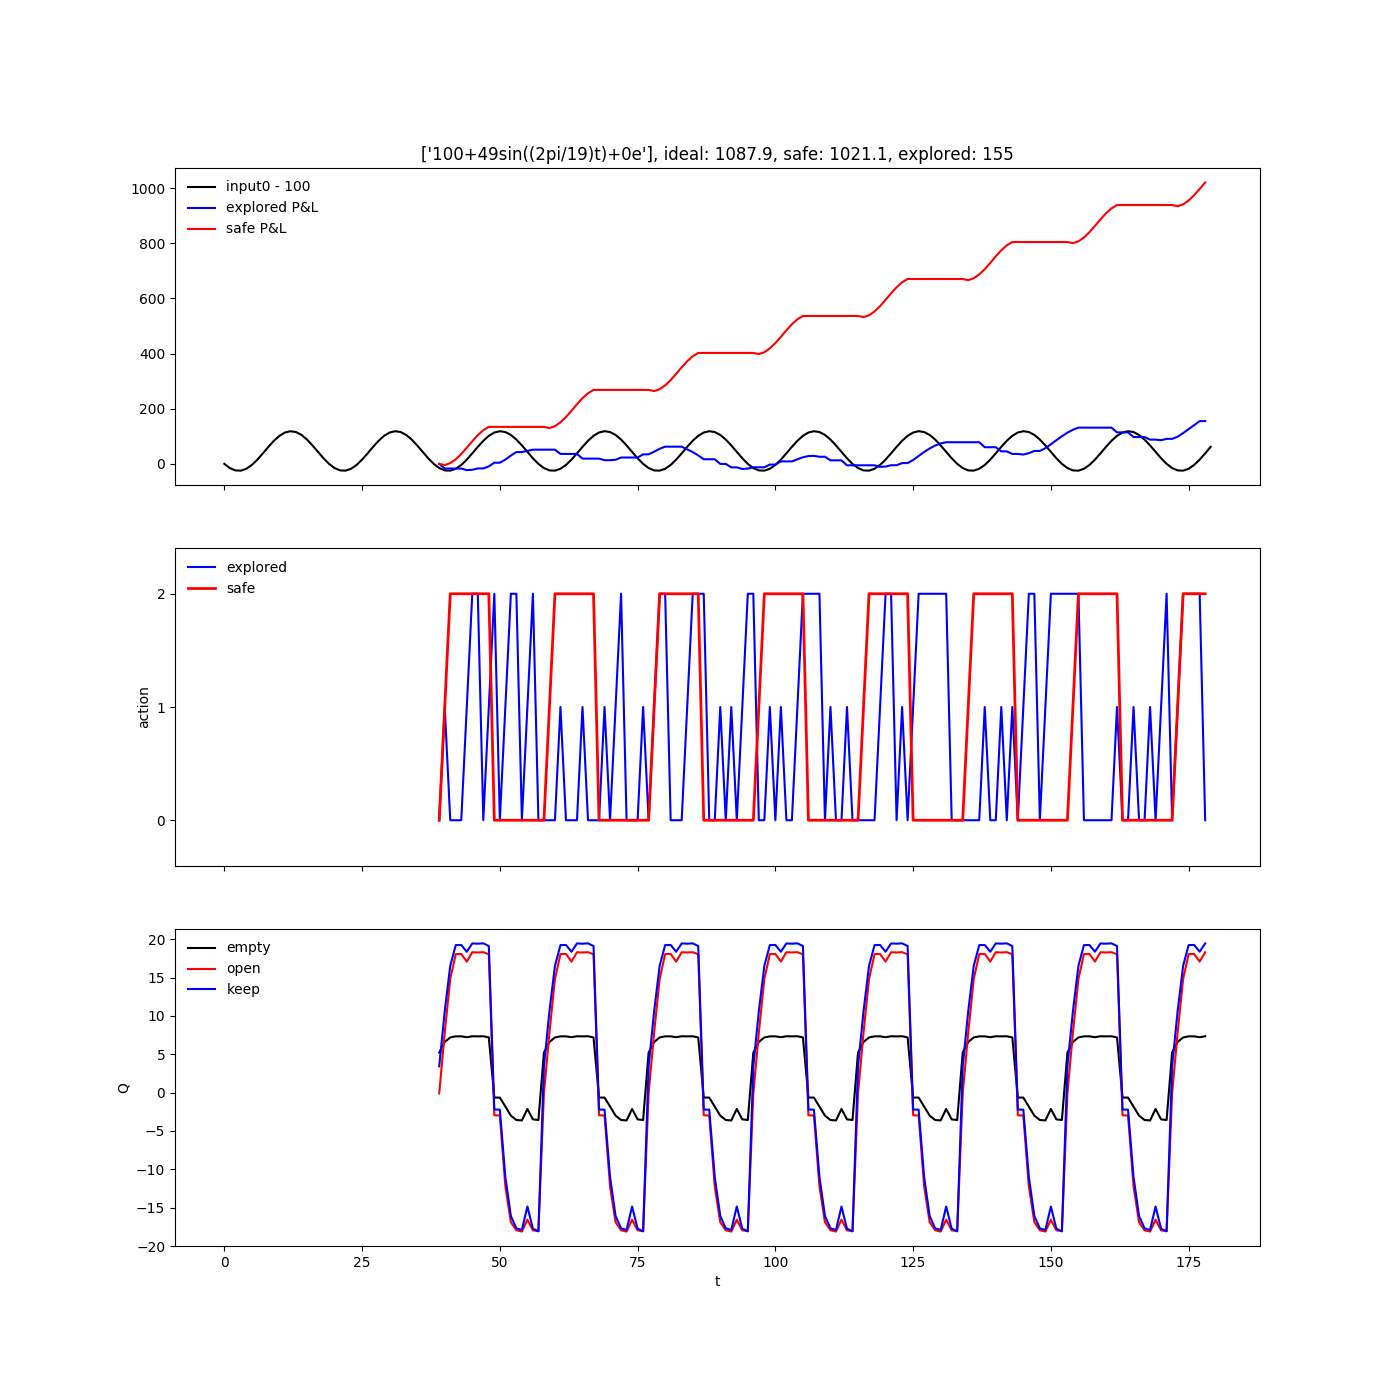 ['100+49sin((2pi/19)t)+0e'], ideal: 1087.9, safe: 1021.1, explored: 155
input0 - 100
explored P&L
safe P&L
1000
800
600
400
200
0
explored
safe
action
2
1
0
empty
open
keep
Q
20
15
10
5
0
−5
−10
−15
−20
0 25 50 75 100 125 150 175
t